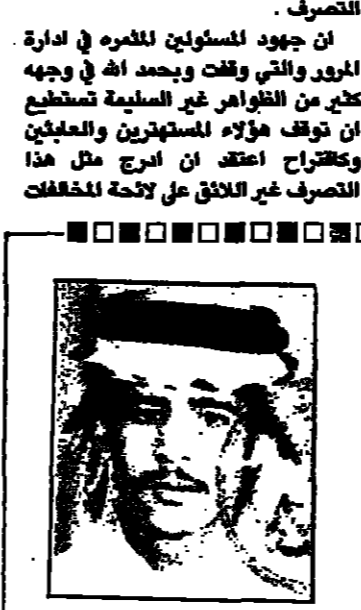 التصرف .
ان جهود المسئولين المثمره في ادارة
المرور والتي وقفت وبحمد الله في وجهه
كثير من الظواهر غير السليمة تستطيع
ان توقف هؤلاء المستهترين والعابثين
وكاقتراح اعتقد ان ادرج مثل هذا
التصرف غير اللائق على لائحة المخالفات